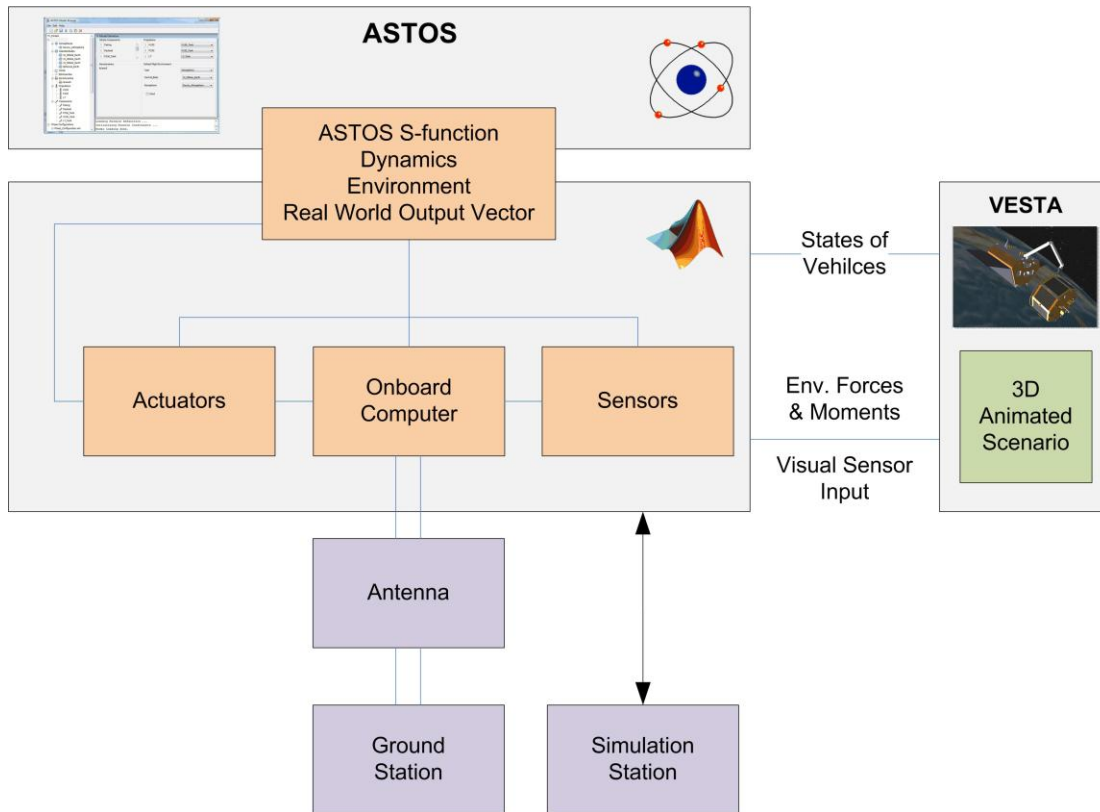 ASTOS
ASTOS S-function
Dynamics
Environment
Real World Output Vector
VESTA
States of
Vehilces
Actuators
Onboard
Computer
Sensors
Env. Forces
& Moments
3D
Animated
Scenario
Visual Sensor
Input
Antenna
Ground
Station
Simulation
Station